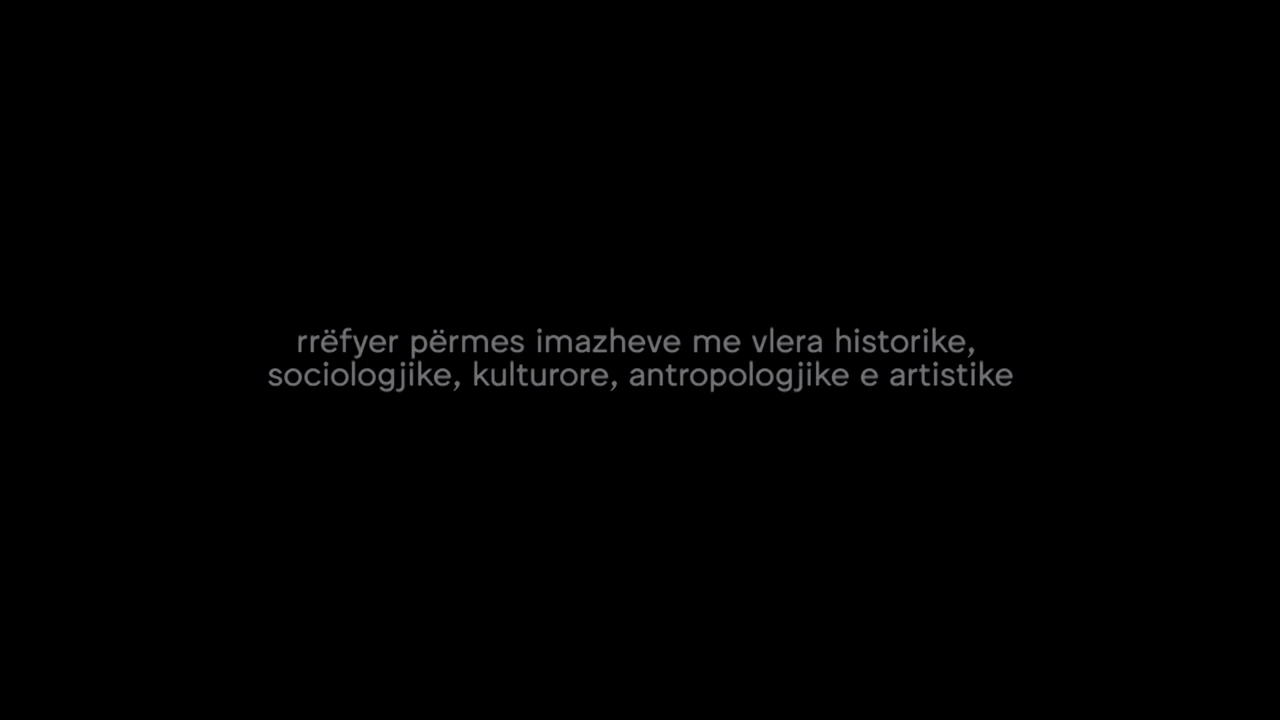 rrëfyer përmes imazheve me vlera historike,
sociologjike, kulturore, antropologjike e artistike